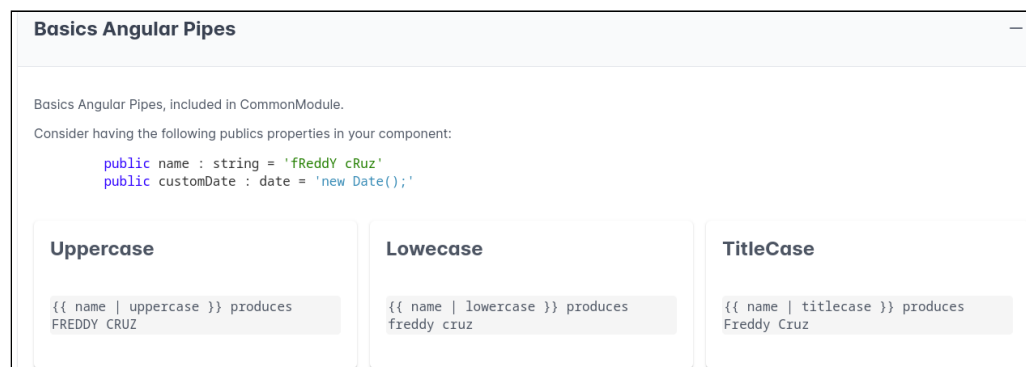 Basics Angular Pipes
Basics Angular Pipes, included in CommonModule.
Consider having the following publics properties in your component:
public name : string = 'fReddY cRuz'
public customDate : date = 'new Date();'
Uppercase
{{ name | uppercase }} produces
FREDDY CRUZ
Lowecase
{{ name | lowercase }} produces
freddy cruz
TitleCase
{{ name | titlecase }} produces
Freddy Cruz